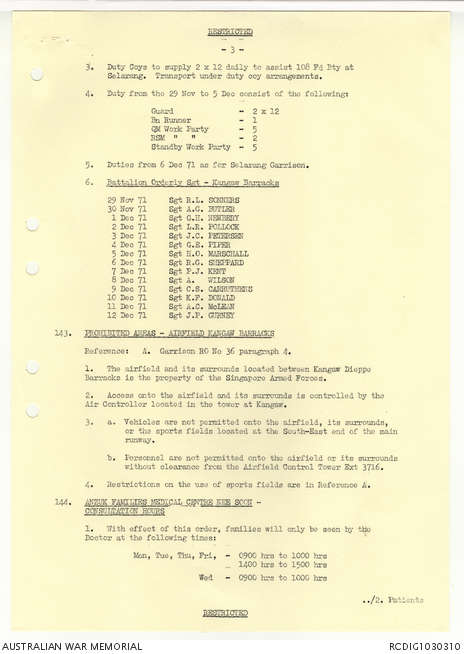 RESTRICTED
- 3 -
3. Duty Coys to supply 2 x 12 daily to assist 108 Fd Bty at
Selarang. Transport under duty coy arrangements.
4. Duty from the 29 Nov to 5 Dec consist of the following:
Guard - 2 x 12
Bn Runner - 1
QM Work Party - 5
RSM " " - 2
Standby Work Party - 5
5. Duties from 6 Dec 71 as for Selarang Garrison.
6. Battalion Orderly Sgt - Kangaw Barracks
29 Nov 71 Sgt R.L. SONNERS
30 Nov 71 Sgt A.G. BUTLER
1 Dec 71 Sgt G.H. NEWBERY
2 Dec 71 Sgt L.R. POLLOCK
3 Dec 71 Sgt J.C. PETERSEN
4 Dec 71 Sgt G.S. PIPER
5 Dec 71 Sgt H.O. MARSCHALL
6 Dec 71 Sgt R.G. SHEPPARD
7 Dec 71 Sgt P.J. KENT
8 Dec 71 Sgt A. WILSON
9 Dec 71 Sgt C.S. CARRUTHENS
10 Dec 71 Sgt K.F. DONALD
11 Dec 71 Sgt A.C. McLEAN
12 Dec 71 Sgt J.P. GURNEY
143. PROHIBITED AREAS - AIRFIELD KANGAW BARRACKS
Reference: A. Garrison RO No 36 paragraph 4.
1. The airfield and its surrounds located between Kangaw Dieppe
Barracks is the property of the Singapore Armed Forces.
2. Access onto the airfield and its surrounds is controlled by the
Air Controller located in the tower at Kangaw.
3. a. Vehicles are not permitted onto the airfield, its surrounds,
or the sports fields located at the South-East end of the main
runway.
b. Personnel are not permitted onto the airfield or its surrounds
without clearance from the Airfield Control Tower Ext 3716.
4. Restrictions on the use of sports fields are in Reference A.
144. ANZUK FAMILIES MEDICAL CENTRE NEE SOON -
CONSULTATION HOURS
1. With effect of this order, families will only be seen by the
Doctor at the following times:
Mon, Tue, Thu, Fri, - 0900 hrs to 1000 hrs
- 1400 hrs to 1500 hrs
Wed - 0900 hrs to 1000 hrs
../2. Patients
RESTRICTED
AUSTRALIAN WAR MEMORIAL RCDIG1030310